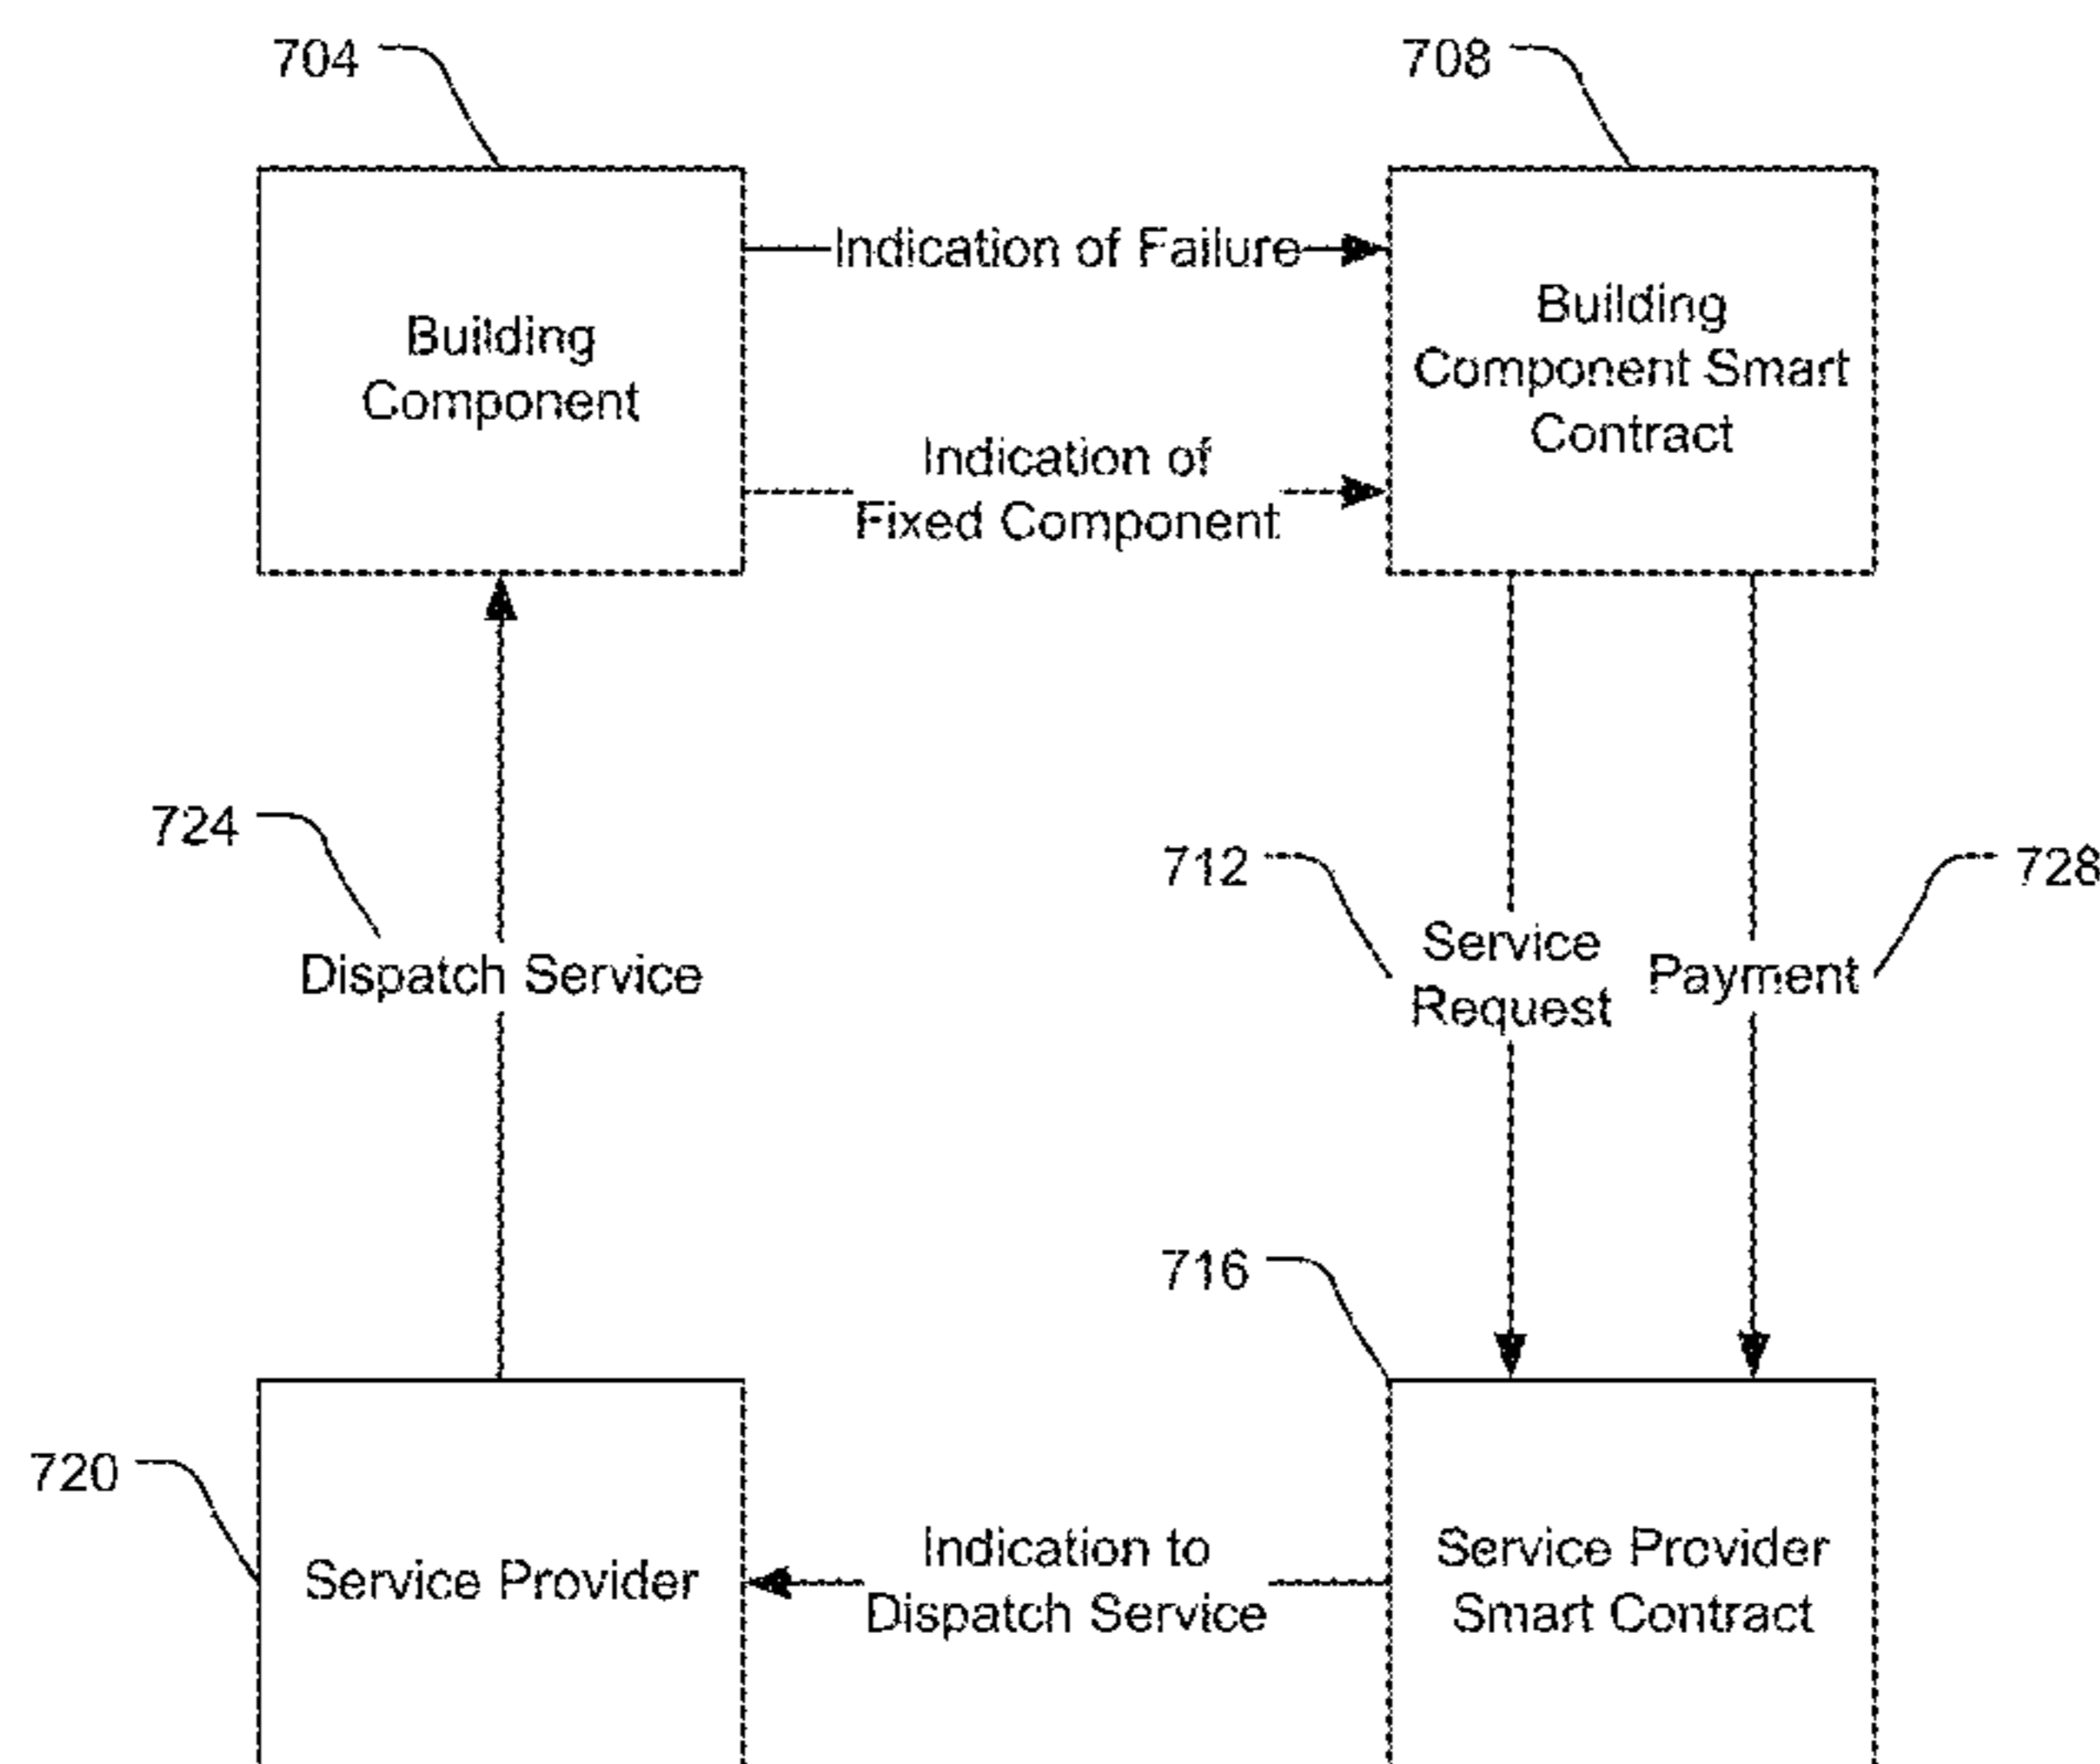 704
708
Indication of Failure
Building
Component
Building
Component Smart
Contract
Indication of
Fixed Component
724
712
728
Dispatch Service
Service
Request
Payment
716
720
Service Provider
Indication to
Dispatch Service
Service Provider
Smart Contract